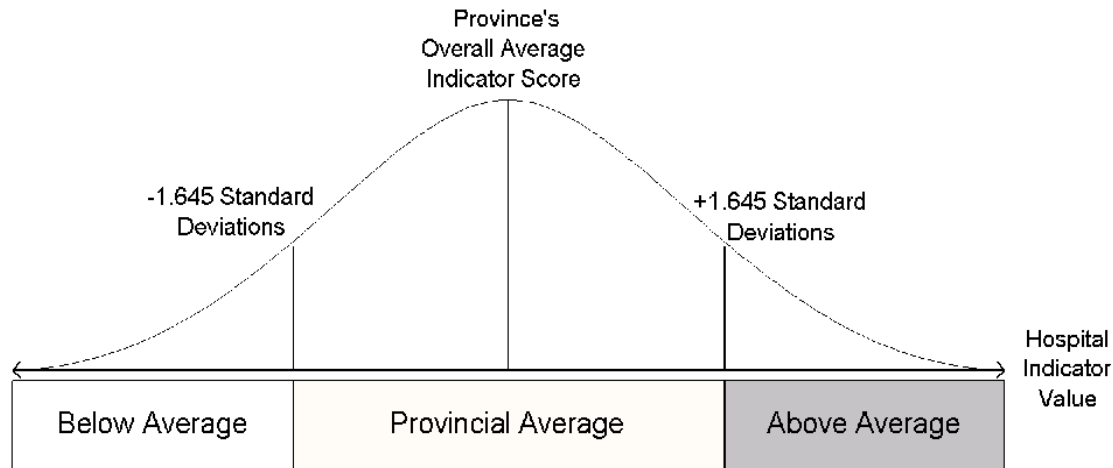 Province's
Overall Average
Indicator Score
-1.645 Standard
Deviations
+1.645 Standard
Deviations
Hospital
Indicator
Value
Below Average
Provincial Average
Above Average